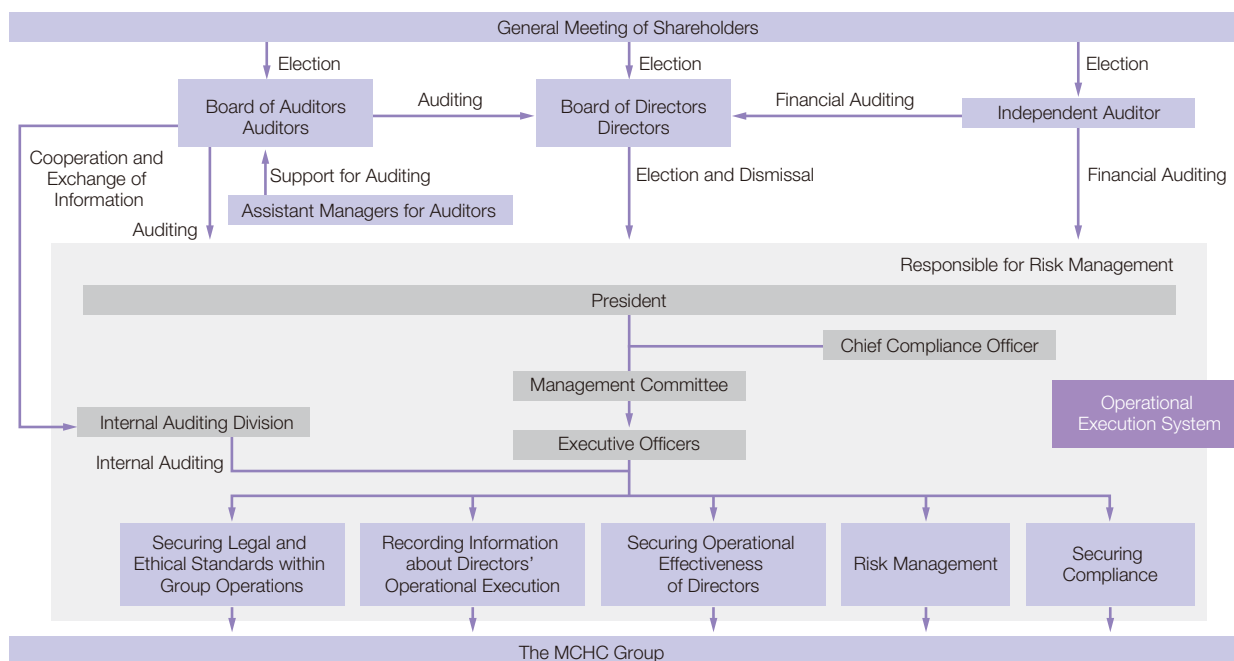 General Meeting of Shareholders
Election
Election
Election
Board of Auditors
Auditors
Auditing
Board of Directors
Directors
Financial Auditing
Independent Auditor
Cooperation and
Exchange of
Information
Support for Auditing
Election and Dismissal
Financial Auditing
Assistant Managers for Auditors
Auditing
Responsible for Risk Management
President
Chief Compliance Officer
Management Committee
Operational
Execution System
Internal Auditing Division
Executive Officers
Internal Auditing
Securing Legal and
Ethical Standards within
Group Operations
Recording Information
about Directors’
Operational Execution
Securing Operational
Effectiveness
of Directors
Risk Management
Securing
Compliance
The MCHC Group